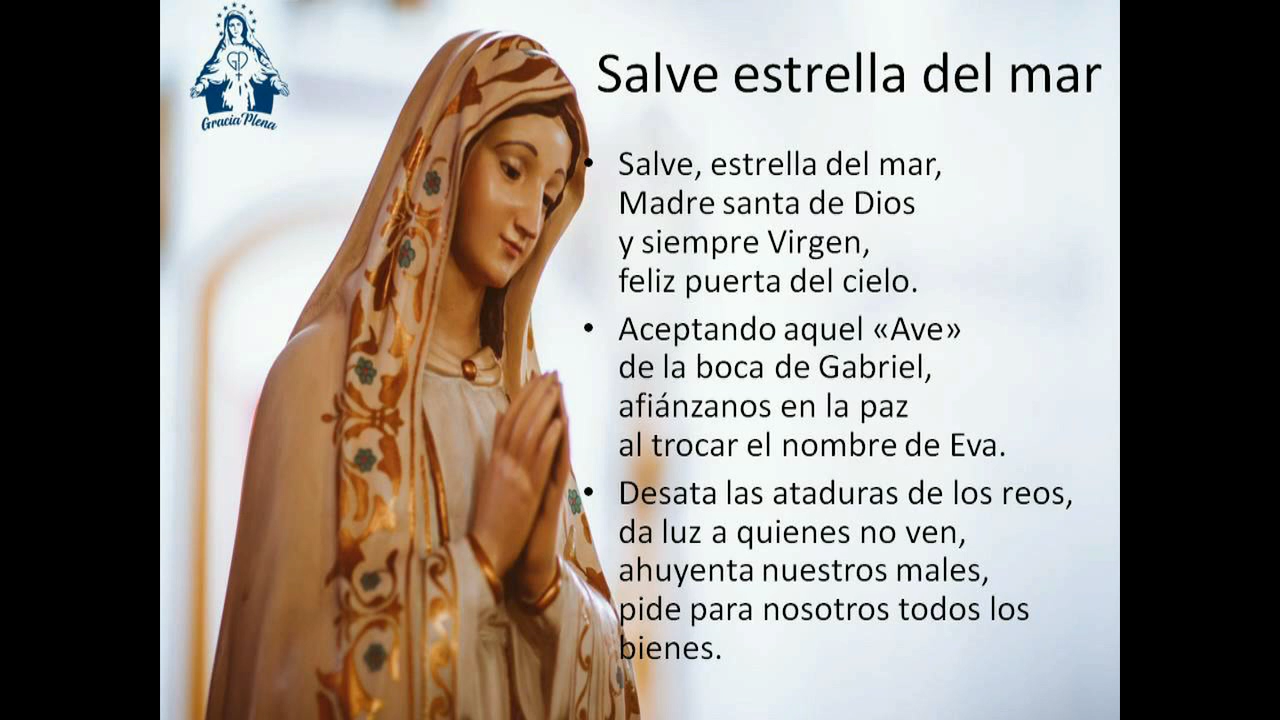 Gracia Plena
Salve estrella del mar
• Salve, estrella del mar,
Madre santa de Dios
y siempre Virgen,
feliz puerta del cielo.
• Aceptando aquel «Ave»
de la boca de Gabriel,
afiánzanos en la paz
al trocar el nombre de Eva.
• Desata las ataduras de los reos,
da luz a quienes no ven,
ahuyenta nuestros males,
pide para nosotros todos los
bienes.